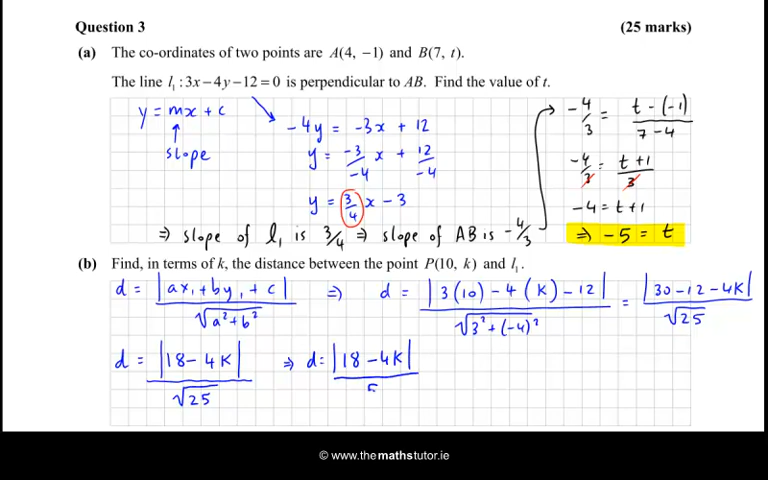 Question 3 (25 marks)
(a) The co-ordinates of two points are A(4, −1) and B(7, t).
The line l₁ : 3x − 4y − 12 = 0 is perpendicular to AB. Find the value of t.
y = mx + c
↑
slope
-4y = -3x + 12
y = -3/-4 x + 12/-4
y = 3/4 x - 3
⇒ slope of l₁ is 3/4 ⇒ slope of AB is -4/3
-4/3 = t - (-1)/7 - 4
-4/3 = t + 1/3
-4 = t + 1
⇒ -5 = t
(b) Find, in terms of k, the distance between the point P(10, k) and l₁.
d = |ax₁ + by₁ + c|/√a² + b² ⇒ d = |3(10) - 4(K) - 12|/√3² + (-4)² = |30 - 12 - 4K|/√25
d = |18 - 4K|/√25 ⇒ d = |18 - 4K|/5
© www.themathstutor.ie